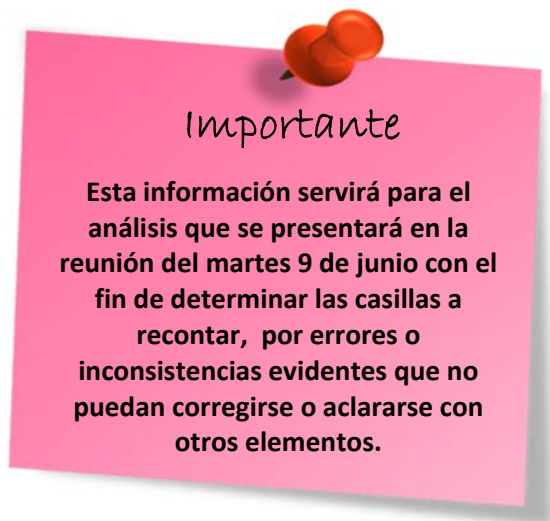 Importante
Esta información servirá para el
análisis que se presentará en la
reunión del martes 9 de junio con el
fin de determinar las casillas a
recontar,  por errores o
inconsistencias evidentes que no
puedan corregirse o aclararse con
otros elementos.